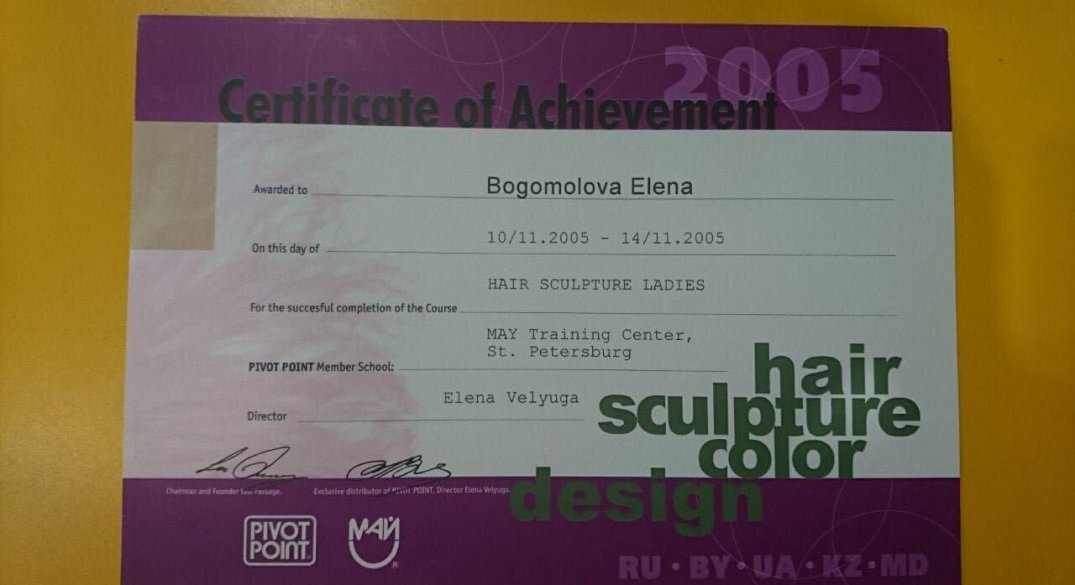 2005
Certificate of Achievement
Awarded to Bogomolova Elena
On this day of 10/11.2005 - 14/11.2005
HAIR SCULPTURE LADIES
For the succesful completion of the Course
MAY Training Center,
St. Petersburg
PIVOT POINT Member School:
Director Elena Velyuga
hair
sculpture
color
design
Chairman and Founder Leo Passage.
Exclusive distributor of PIVOT POINT, Director Elena Velyuga.
PIVOT
POINT
МАЙ
RU · BY · UA · KZ · MD